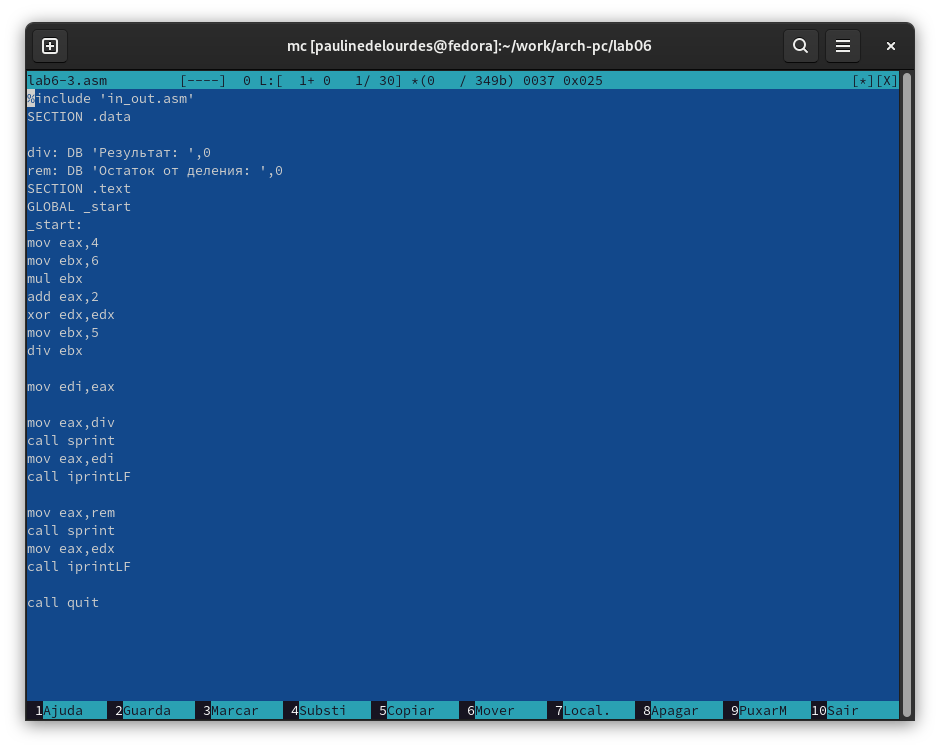 mc [paulinedelourdes@fedora]:~/work/arch-pc/lab06
lab6-3.asm [----] 0 L:[ 1+ 0 1/ 30] *(0 / 349b) 0037 0x025 [*][X]
%include 'in_out.asm'
SECTION .data
div: DB 'Результат: ',0
rem: DB 'Остаток от деления: ',0
SECTION .text
GLOBAL _start
_start:
mov eax,4
mov ebx,6
mul ebx
add eax,2
xor edx,edx
mov ebx,5
div ebx
mov edi,eax
mov eax,div
call sprint
mov eax,edi
call iprintLF
mov eax,rem
call sprint
mov eax,edx
call iprintLF
call quit
1Ajuda 2Guarda 3Marcar 4Substi 5Copiar 6Mover 7Local. 8Apagar 9PuxarM 10Sair